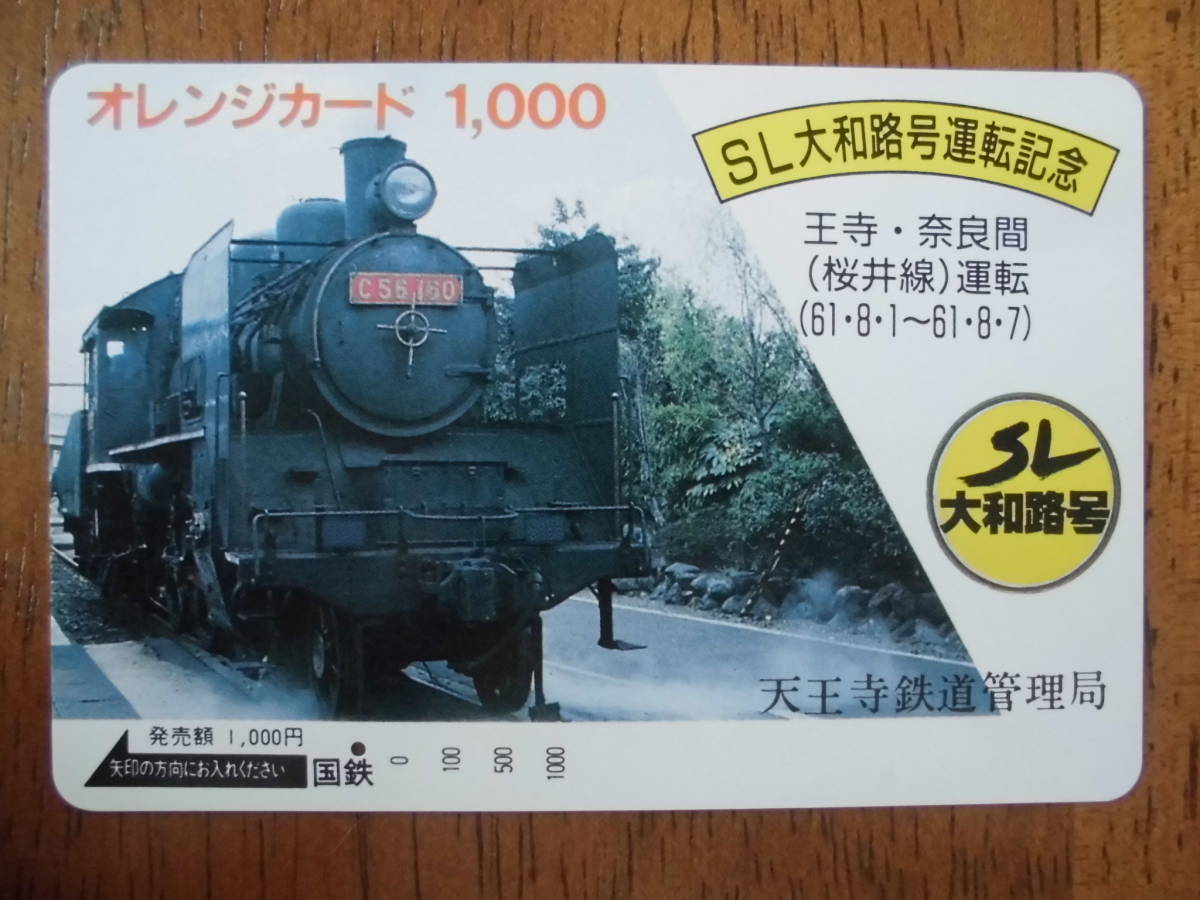 オレンジカード 1,000
SL大和路号運転記念
王寺・奈良間
(桜井線)運転
(61・8・1〜61・8・7)
C56 160
SL
大和路号
天王寺鉄道管理局
発売額 1,000円
矢印の方向にお入れください
国鉄
0 100 500 1000